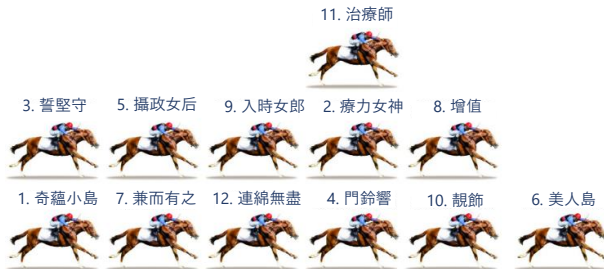 11. 治療師
3. 誓堅守 5. 攝政女后 9. 入時女郎 2. 療力女神 8. 增值
1. 奇蘊小島 7. 兼而有之 12. 連綿無盡 4. 門鈴響 10. 靚飾 6. 美人島